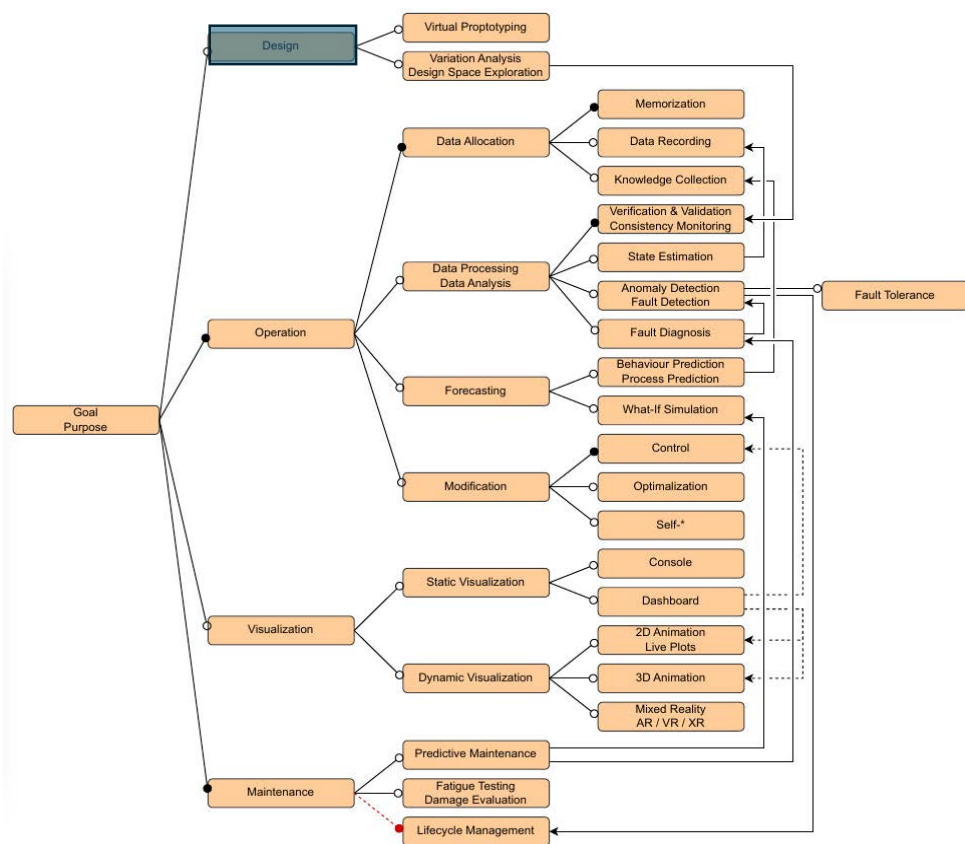 Goal
Purpose
Design
Virtual Proptotyping
Variation Analysis
Design Space Exploration
Operation
Data Allocation
Memorization
Data Recording
Knowledge Collection
Data Processing
Data Analysis
Verification & Validation
Consistency Monitoring
State Estimation
Anomaly Detection
Fault Detection
Fault Tolerance
Fault Diagnosis
Forecasting
Behaviour Prediction
Process Prediction
What-If Simulation
Modification
Control
Optimalization
Self-*
Visualization
Static Visualization
Console
Dashboard
Dynamic Visualization
2D Animation
Live Plots
3D Animation
Mixed Reality
AR / VR / XR
Maintenance
Predictive Maintenance
Fatigue Testing
Damage Evaluation
Lifecycle Management